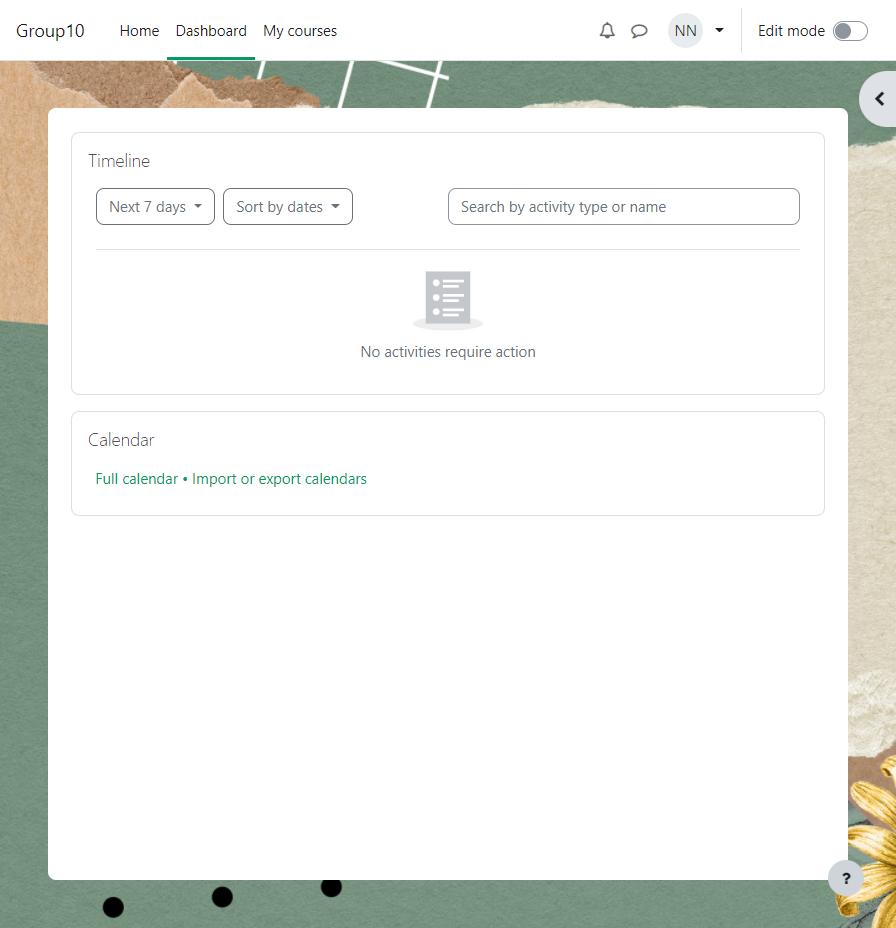 Group10 Home Dashboard My courses NN Edit mode
Timeline
Next 7 days Sort by dates Search by activity type or name
No activities require action
Calendar
Full calendar • Import or export calendars
?